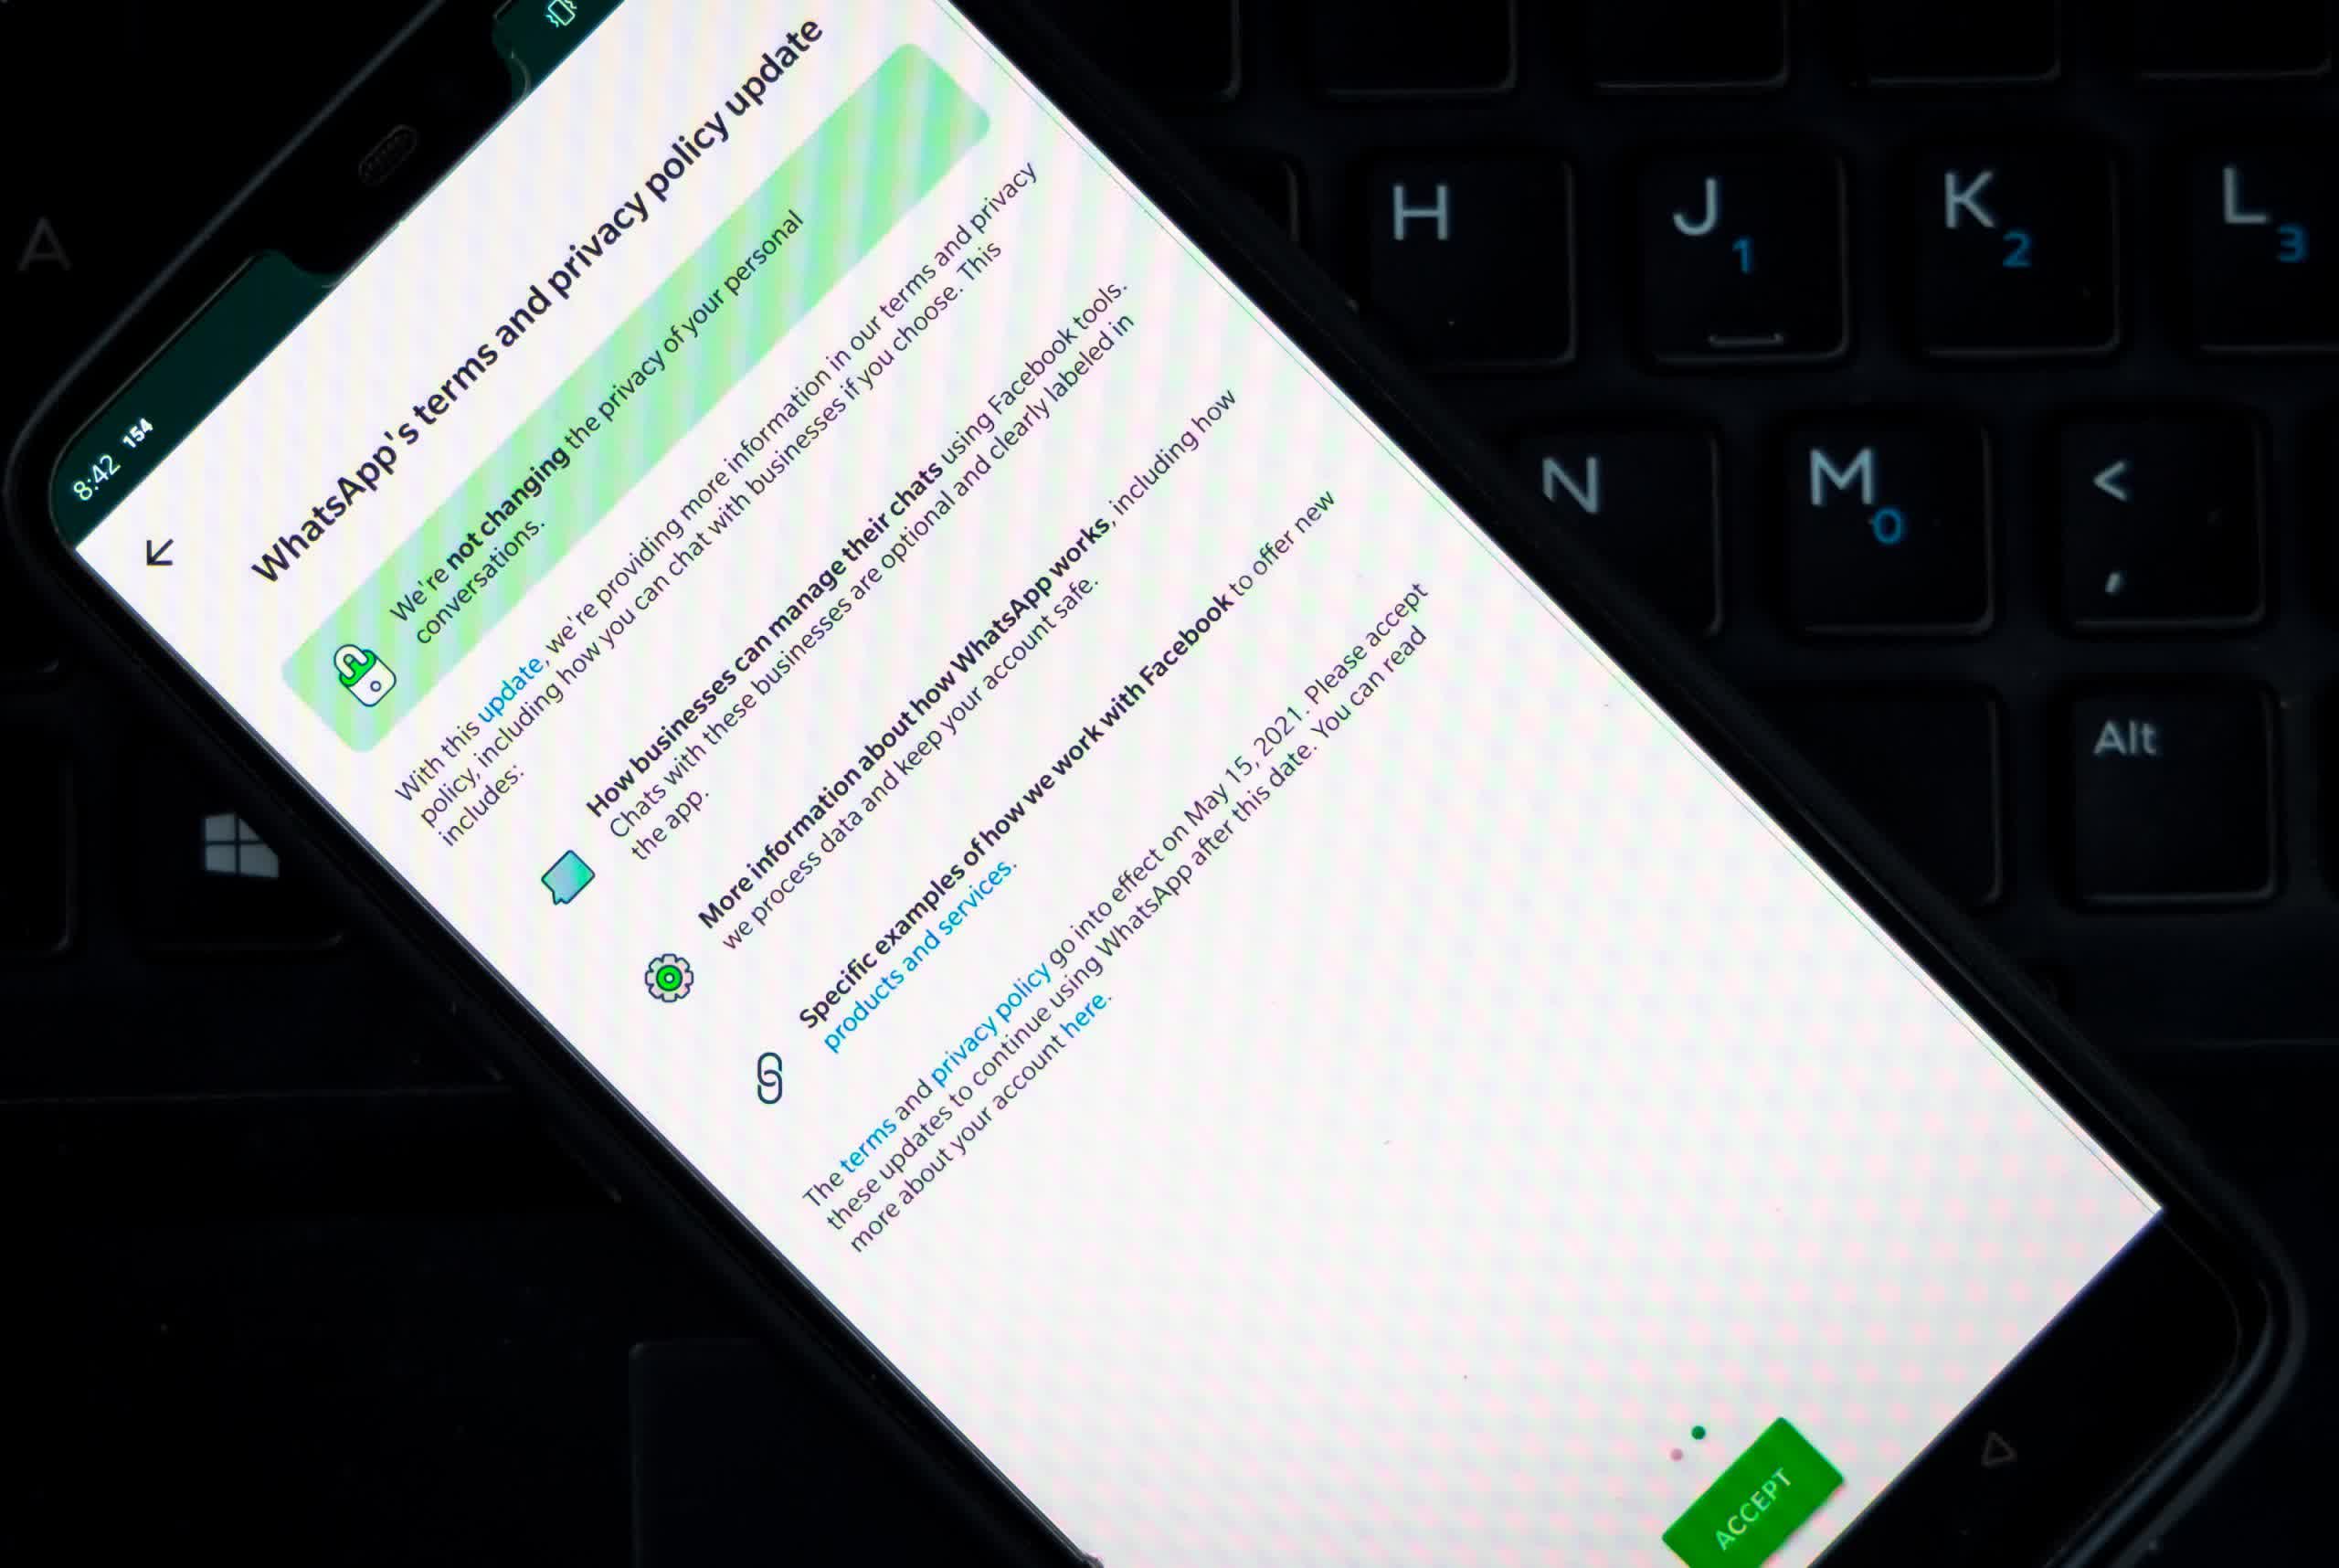 8:42 154
WhatsApp's terms and privacy policy update
We're not changing the privacy of your personal
conversations.
With this update, we're providing more information in our terms and privacy
policy, including how you can chat with businesses if you choose. This
includes:
How businesses can manage their chats using Facebook tools.
Chats with these businesses are optional and clearly labeled in
the app.
More information about how WhatsApp works, including how
we process data and keep your account safe.
Specific examples of how we work with Facebook to offer new
products and services.
The terms and privacy policy go into effect on May 15, 2021. Please accept
these updates to continue using WhatsApp after this date. You can read
more about your account here.
ACCEPT
A
H
J 1
K 2
L 3
N
M 0
<
,
Alt